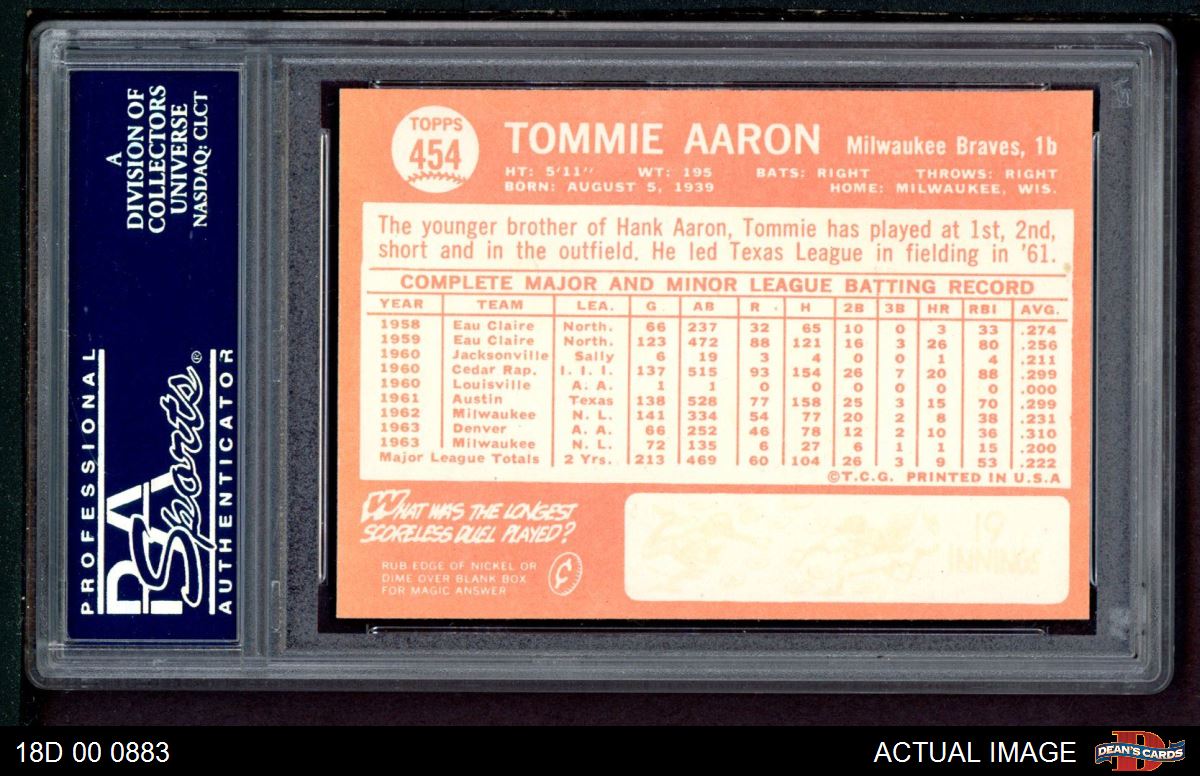 A
DIVISION OF
COLLECTORS
UNIVERSE
NASDAQ: CLCT
PROFESSIONAL
PSA
Sports®
AUTHENTICATOR
TOPPS
454
TOMMIE AARON Milwaukee Braves, 1b
HT: 5'11" WT: 195 BATS: RIGHT THROWS: RIGHT
BORN: AUGUST 5, 1939 HOME: MILWAUKEE, WIS.
The younger brother of Hank Aaron, Tommie has played at 1st, 2nd,
short and in the outfield. He led Texas League in fielding in '61.
COMPLETE MAJOR AND MINOR LEAGUE BATTING RECORD
YEAR TEAM LEA. G AB R H 2B 3B HR RBI AVG.
1958 Eau Claire North. 66 237 32 65 10 0 3 33 .274
1959 Eau Claire North. 123 472 88 121 16 3 26 80 .256
1960 Jacksonville Sally 6 19 3 4 0 0 1 4 .211
1960 Cedar Rap. I. I. I. 137 515 93 154 26 7 20 88 .299
1960 Louisville A. A. 1 1 0 0 0 0 0 0 .000
1961 Austin Texas 138 528 77 158 25 3 15 70 .299
1962 Milwaukee N. L. 141 334 54 77 20 2 8 38 .231
1963 Denver A. A. 66 252 46 78 12 2 10 36 .310
1963 Milwaukee N. L. 72 135 6 27 6 1 1 15 .200
Major League Totals 2 Yrs. 213 469 60 104 26 3 9 53 .222
©T.C.G. PRINTED IN U.S.A
WHAT WAS THE LONGEST
SCORELESS DUEL PLAYED?
RUB EDGE OF NICKEL OR
DIME OVER BLANK BOX
FOR MAGIC ANSWER
19
INNINGS
18D 00 0883
ACTUAL IMAGE
DEAN'S CARDS